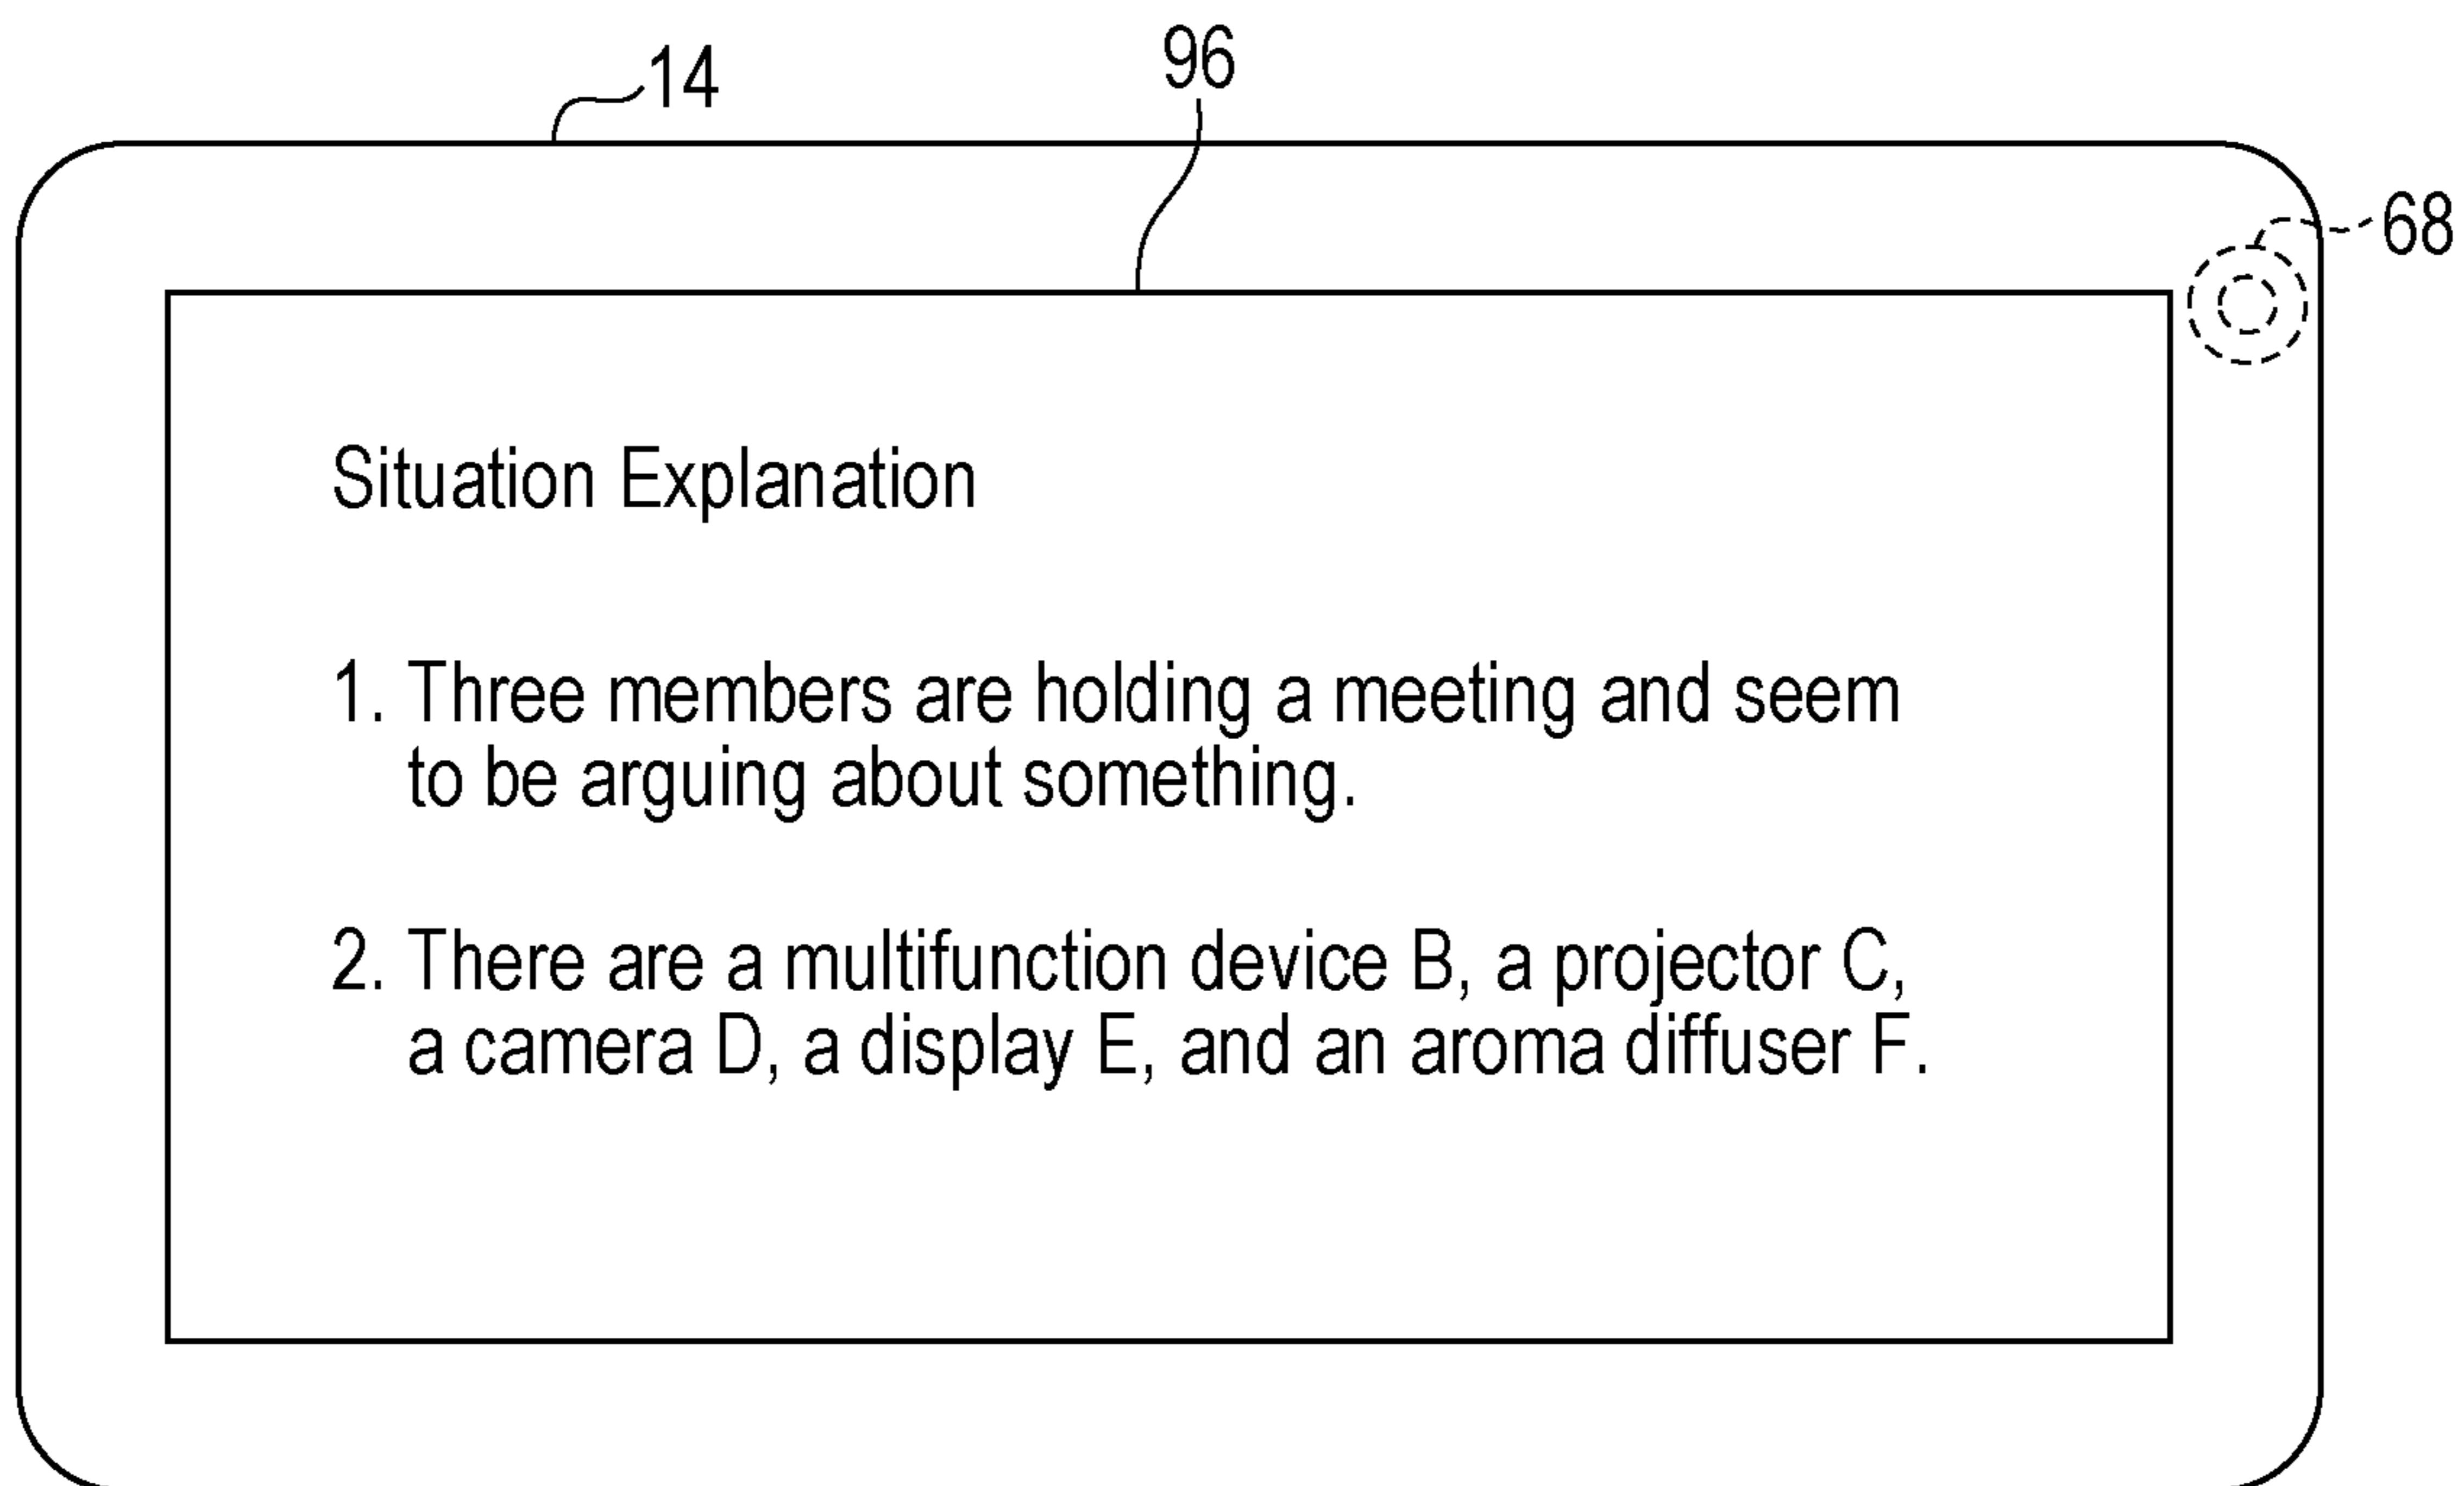 14
96
68
Situation Explanation
1. Three members are holding a meeting and seem
to be arguing about something.
2. There are a multifunction device B, a projector C,
a camera D, a display E, and an aroma diffuser F.